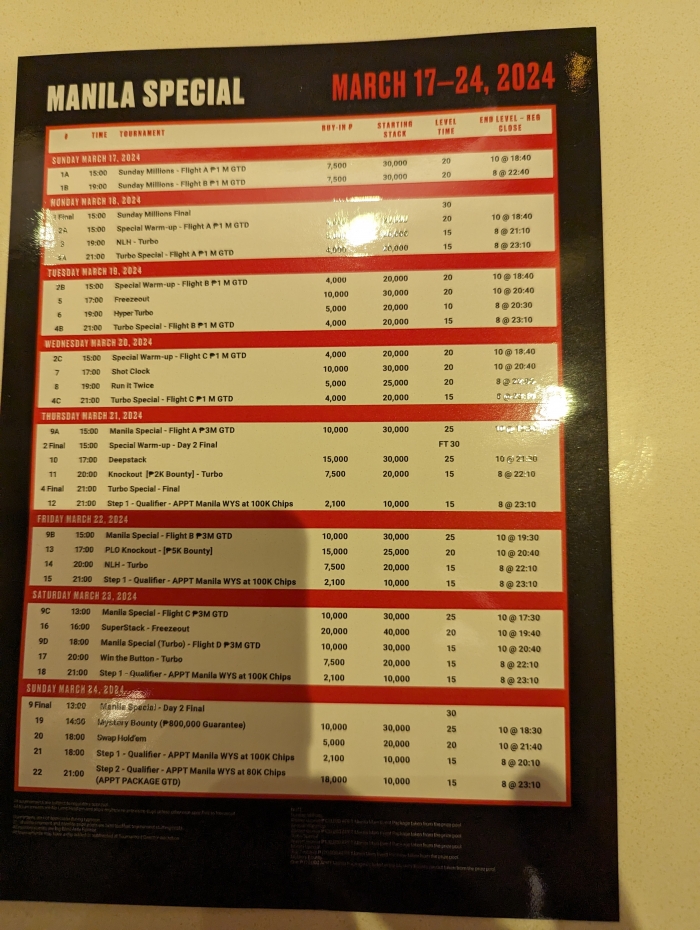 MANILA SPECIAL MARCH 17–24, 2024
# TIME TOURNAMENT BUY-IN ₱ STARTING STACK LEVEL TIME END LEVEL - REG CLOSE
SUNDAY MARCH 17, 2024
1A 15:00 Sunday Millions - Flight A ₱1 M GTD 7,500 30,000 20 10 @ 18:40
1B 19:00 Sunday Millions - Flight B ₱1 M GTD 7,500 30,000 20 8 @ 22:40
MONDAY MARCH 18, 2024
1 Final 15:00 Sunday Millions Final 30
2A 15:00 Special Warm-up - Flight A ₱1 M GTD 20 10 @ 18:40
3 19:00 NLH - Turbo 15 8 @ 21:10
21:00 Turbo Special - Flight A ₱1 M GTD 4,000 20,000 15 8 @ 23:10
TUESDAY MARCH 19, 2024
2B 15:00 Special Warm-up - Flight B ₱1 M GTD 4,000 20,000 20 10 @ 18:40
5 17:00 Freezeout 10,000 30,000 20 10 @ 20:40
6 19:00 Hyper Turbo 5,000 20,000 10 8 @ 20:30
4B 21:00 Turbo Special - Flight B ₱1 M GTD 4,000 20,000 15 8 @ 23:10
WEDNESDAY MARCH 20, 2024
2C 15:00 Special Warm-up - Flight C ₱1 M GTD 4,000 20,000 20 10 @ 18:40
7 17:00 Shot Clock 10,000 30,000 20 10 @ 20:40
8 19:00 Run it Twice 5,000 25,000 20 8 @
4C 21:00 Turbo Special - Flight C ₱1 M GTD 4,000 20,000 15
THURSDAY MARCH 21, 2024
9A 15:00 Manila Special - Flight A ₱3M GTD 10,000 30,000 25
2 Final 15:00 Special Warm-up - Day 2 Final FT 30
10 17:00 Deepstack 15,000 30,000 25 10 @ 21:30
11 20:00 Knockout [₱2K Bounty] - Turbo 7,500 20,000 15 8 @ 22:10
4 Final 21:00 Turbo Special - Final
12 21:00 Step 1 - Qualifier - APPT Manila WYS at 100K Chips 2,100 10,000 15 8 @ 23:10
FRIDAY MARCH 22, 2024
9B 15:00 Manila Special - Flight B ₱3M GTD 10,000 30,000 25 10 @ 19:30
13 17:00 PLO Knockout - [₱5K Bounty] 15,000 25,000 20 10 @ 20:40
14 20:00 NLH - Turbo 7,500 20,000 15 8 @ 22:10
15 21:00 Step 1 - Qualifier - APPT Manila WYS at 100K Chips 2,100 10,000 15 8 @ 23:10
SATURDAY MARCH 23, 2024
9C 13:00 Manila Special - Flight C ₱3M GTD 10,000 30,000 25 10 @ 17:30
16 16:00 SuperStack - Freezeout 20,000 40,000 20 10 @ 19:40
9D 18:00 Manila Special (Turbo) - Flight D ₱3M GTD 10,000 30,000 15 10 @ 20:40
17 20:00 Win the Button - Turbo 7,500 20,000 15 8 @ 22:10
18 21:00 Step 1 - Qualifier - APPT Manila WYS at 100K Chips 2,100 10,000 15 8 @ 23:10
SUNDAY MARCH 24, 2024
9 Final 13:00 Manila Special - Day 2 Final 30
19 14:00 Mystery Bounty (₱800,000 Guarantee) 10,000 30,000 25 10 @ 18:30
20 18:00 Swap Hold'em 5,000 20,000 20 10 @ 21:40
21 18:00 Step 1 - Qualifier - APPT Manila WYS at 100K Chips 2,100 10,000 15 8 @ 20:10
22 21:00 Step 2 - Qualifier - APPT Manila WYS at 80K Chips (APPT PACKAGE GTD) 18,000 10,000 15 8 @ 23:10